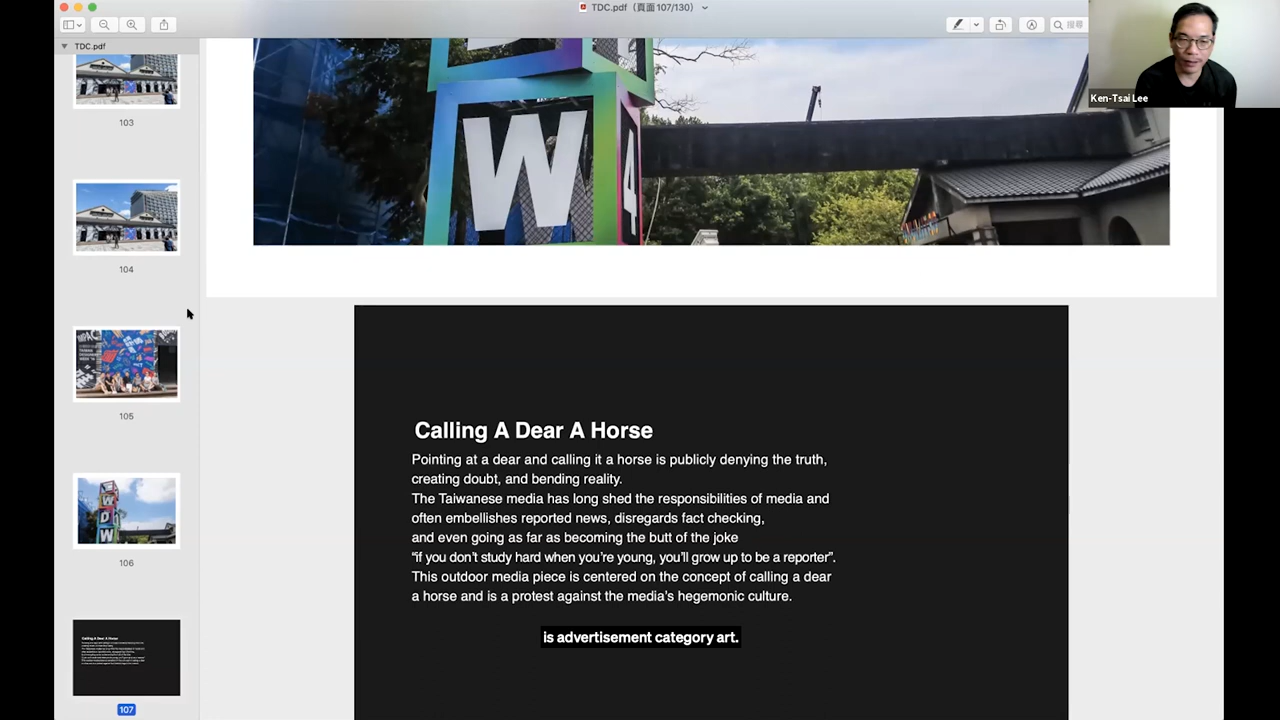 TDC.pdf（頁面 107/130）
搜尋
TDC.pdf
Ken-Tsai Lee
103
104
105
106
107
W
4
Calling A Dear A Horse
Pointing at a dear and calling it a horse is publicly denying the truth,
creating doubt, and bending reality.
The Taiwanese media has long shed the responsibilities of media and
often embellishes reported news, disregards fact checking,
and even going as far as becoming the butt of the joke
“if you don’t study hard when you’re young, you’ll grow up to be a reporter”.
This outdoor media piece is centered on the concept of calling a dear
a horse and is a protest against the media’s hegemonic culture.
is advertisement category art.